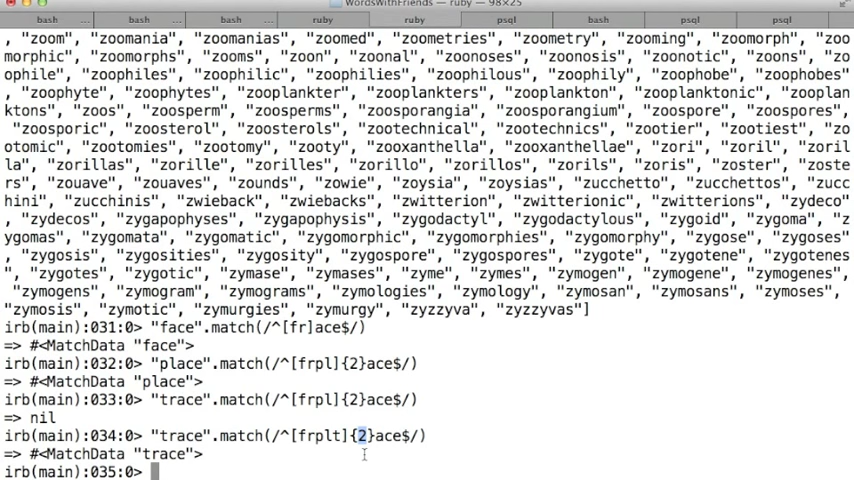 WordsWithFriends — ruby — 98×25
bash ... bash ... bash ... ruby ruby psql bash psql psql
, "zoom", "zoomania", "zoomanias", "zoomed", "zoometries", "zoometry", "zooming", "zoomorph", "zoo
morphic", "zoomorphs", "zooms", "zoon", "zoonal", "zoonoses", "zoonosis", "zoonotic", "zoons", "zo
ophile", "zoophiles", "zoophilic", "zoophilies", "zoophilous", "zoophily", "zoophobe", "zoophobes"
, "zoophyte", "zoophytes", "zooplankter", "zooplankters", "zooplankton", "zooplanktonic", "zooplan
ktons", "zoos", "zoosperm", "zoosperms", "zoosporangia", "zoosporangium", "zoospore", "zoospores",
"zoosporic", "zoosterol", "zoosterols", "zootechnical", "zootechnics", "zootier", "zootiest", "zo
otomic", "zootomies", "zootomy", "zooty", "zooxanthella", "zooxanthellae", "zori", "zoril", "zoril
la", "zorillas", "zorille", "zorilles", "zorillo", "zorillos", "zorils", "zoris", "zoster", "zoste
rs", "zouave", "zouaves", "zounds", "zowie", "zoysia", "zoysias", "zucchetto", "zucchettos", "zucc
hini", "zucchinis", "zwieback", "zwiebacks", "zwitterion", "zwitterionic", "zwitterions", "zydeco"
, "zydecos", "zygapophyses", "zygapophysis", "zygodactyl", "zygodactylous", "zygoid", "zygoma", "z
ygomas", "zygomata", "zygomatic", "zygomorphic", "zygomorphies", "zygomorphy", "zygose", "zygoses"
, "zygosis", "zygosities", "zygosity", "zygospore", "zygospores", "zygote", "zygotene", "zygotenes
", "zygotes", "zygotic", "zymase", "zymases", "zyme", "zymes", "zymogen", "zymogene", "zymogenes",
"zymogens", "zymogram", "zymograms", "zymologies", "zymology", "zymosan", "zymosans", "zymoses",
"zymosis", "zymotic", "zymurgies", "zymurgy", "zyzzyva", "zyzzyvas"]
irb(main):031:0> "face".match(/^[fr]ace$/)
=> #<MatchData "face">
irb(main):032:0> "place".match(/^[frpl]{2}ace$/)
=> #<MatchData "place">
irb(main):033:0> "trace".match(/^[frpl]{2}ace$/)
=> nil
irb(main):034:0> "trace".match(/^[frplt]{2}ace$/)
=> #<MatchData "trace">
irb(main):035:0>